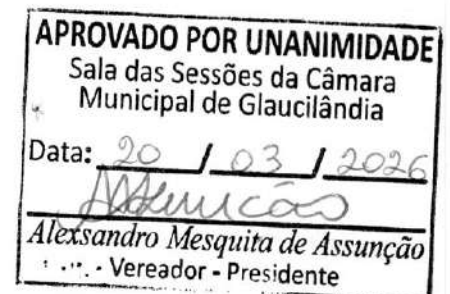 APROVADO POR UNANIMIDADE
Sala das Sessões da Câmara
Municipal de Glaucilândia
Data: 20 / 03 / 2026
Assunção
Alexsandro Mesquita de Assunção
Vereador - Presidente